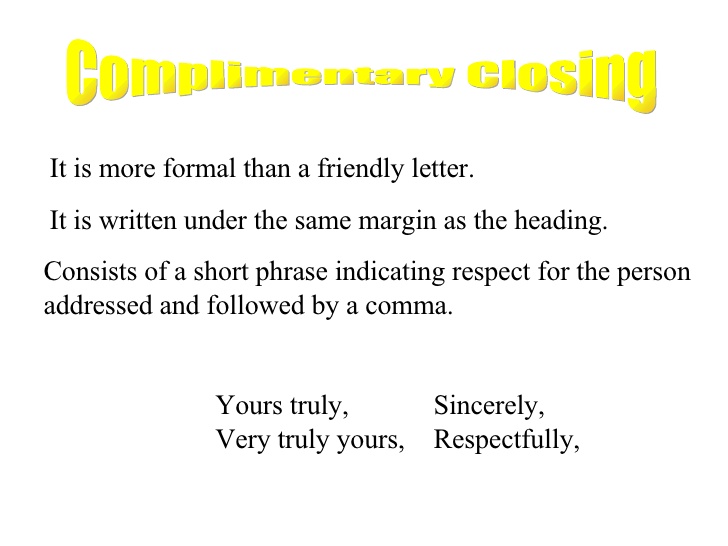 Complimentary Closing
It is more formal than a friendly letter.
It is written under the same margin as the heading.
Consists of a short phrase indicating respect for the person
addressed and followed by a comma.
Yours truly, Sincerely,
Very truly yours, Respectfully,